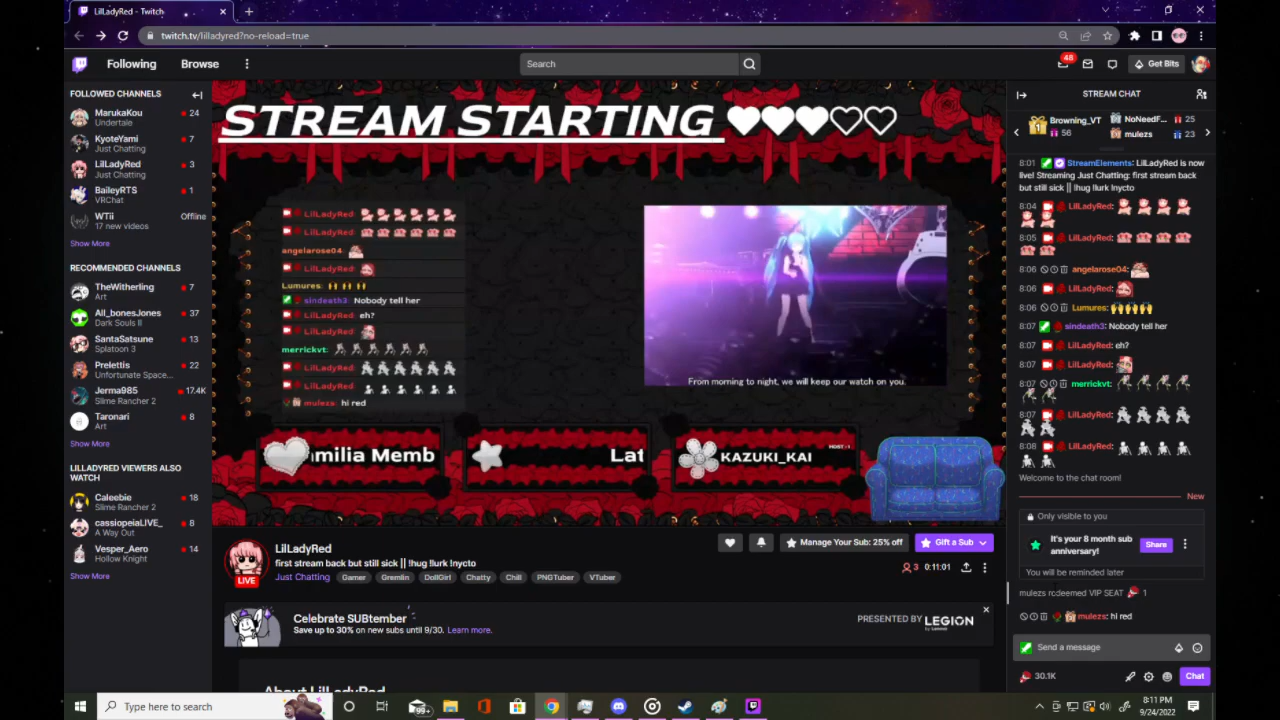 LilLadyRed - Twitch
twitch.tv/lilladyred?no-reload=true
Following
Browse
Search
48
Get Bits
FOLLOWED CHANNELS
MarukaKou
24
Undertale
KyoteYami
7
Just Chatting
LilLadyRed
3
Just Chatting
BaileyRTS
1
VRChat
WTii
Offline
17 new videos
Show More
RECOMMENDED CHANNELS
TheWitherling
7
Art
All_bonesJones
37
Dark Souls II
SantaSatsune
13
Splatoon 3
Prelettis
22
Unfortunate Space...
Jerma985
17.4K
Slime Rancher 2
Taronari
8
Art
Show More
LILLADYRED VIEWERS ALSO
WATCH
Caleebie
18
Slime Rancher 2
cassiopeiaLIVE_
8
A Way Out
Vesper_Aero
14
Hollow Knight
Show More
STREAM STARTING
LilLadyRed:
LilLadyRed:
angelarose04:
LilLadyRed:
Lumures:
sindeath3: Nobody tell her
LilLadyRed: eh?
LilLadyRed:
merrickvt:
LilLadyRed:
LilLadyRed:
mulezs: hi red
From morning to night, we will keep our watch on you.
milia Memb
Lat
HOST - 1
KAZUKI_KAI
LilLadyRed
LIVE
first stream back but still sick || !hug !lurk !nycto
Just Chatting
Gamer
Gremlin
DollGirl
Chatty
Chill
PNGTuber
VTuber
Manage Your Sub: 25% off
Gift a Sub
3
0:11:01
Celebrate SUBtember
Save up to 30% on new subs until 9/30. Learn more.
PRESENTED BY LEGION
About LilLadyRed
STREAM CHAT
Browning_VT
56
NoNeedF...
25
mulezs
23
8:01 StreamElements: LilLadyRed is now
live! Streaming Just Chatting: first stream back
but still sick || !hug !lurk !nycto
8:04 LilLadyRed:
8:05 LilLadyRed:
8:06 angelarose04:
8:06 LilLadyRed:
8:06 Lumures:
8:07 sindeath3: Nobody tell her
8:07 LilLadyRed: eh?
8:07 LilLadyRed:
8:07 merrickvt:
8:07 LilLadyRed:
8:08 LilLadyRed:
Welcome to the chat room!
New
Only visible to you
It's your 8 month sub
anniversary!
Share
You will be reminded later
mulezs redeemed VIP SEAT 1
mulezs: hi red
Send a message
30.1K
Chat
Type here to search
99+
8:11 PM
9/24/2022